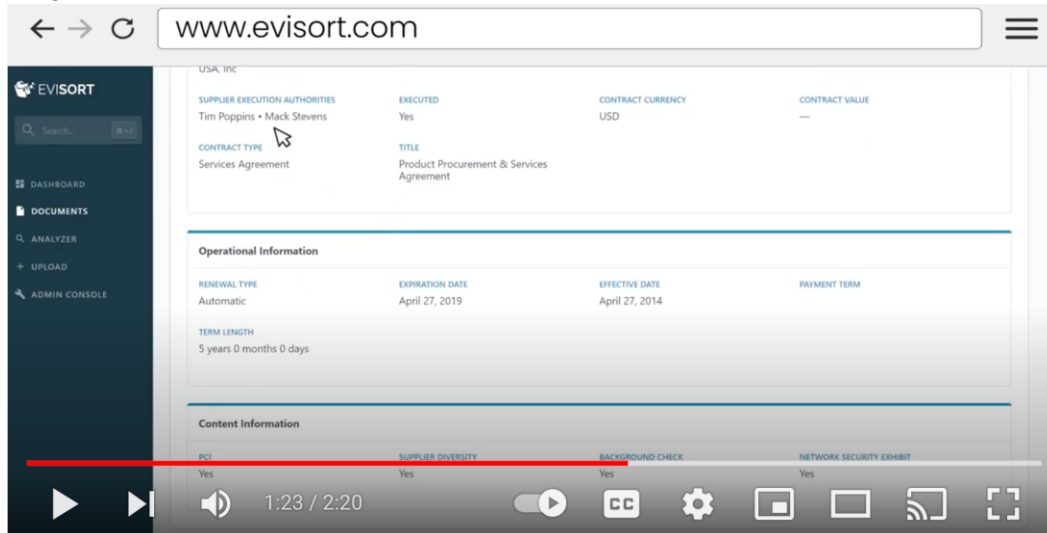 www.evisort.com
EVISORT
Search... ⌘+J
DASHBOARD
DOCUMENTS
ANALYZER
+ UPLOAD
ADMIN CONSOLE
USA, Inc
SUPPLIER EXECUTION AUTHORITIES EXECUTED CONTRACT CURRENCY CONTRACT VALUE
Tim Poppins • Mack Stevens Yes USD —
CONTRACT TYPE TITLE
Services Agreement Product Procurement & Services
Agreement
Operational Information
RENEWAL TYPE EXPIRATION DATE EFFECTIVE DATE PAYMENT TERM
Automatic April 27, 2019 April 27, 2014
TERM LENGTH
5 years 0 months 0 days
Content Information
PCI SUPPLIER DIVERSITY BACKGROUND CHECK NETWORK SECURITY EXHIBIT
Yes Yes Yes Yes
1:23 / 2:20
CC